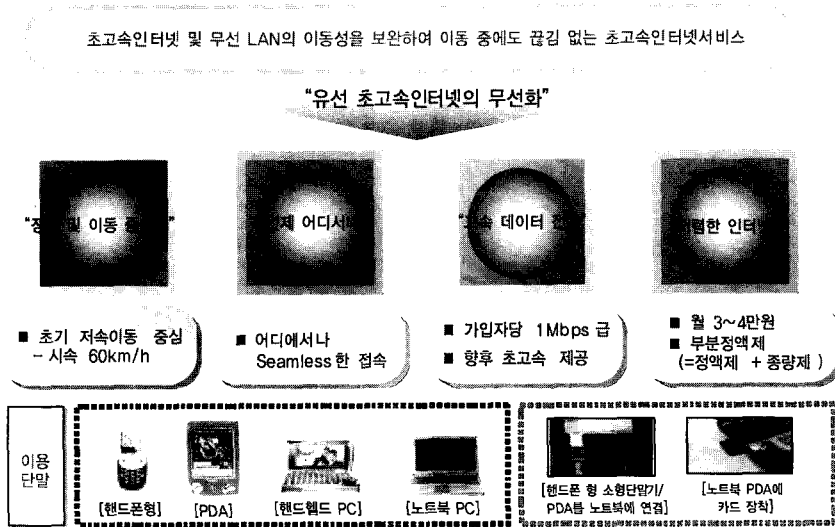 초고속인터넷 및 무선 LAN의 이동성을 보완하여 이동 중에도 끊김 없는 초고속인터넷서비스
“유선 초고속인터넷의 무선화”
및 이동
어디서
데이터
인터
■ 초기 저속이동 중심
– 시속 60km/h
■ 어디에서나
Seamless한 접속
■ 가입자당 1Mbps 급
■ 향후 초고속 제공
■ 월 3~4만원
■ 부분정액제
(=정액제 + 종량제 )
이용
단말
[핸드폰형]
[PDA]
[핸드헬드 PC]
[노트북 PC]
[핸드폰 형 소형단말기/
PDA를 노트북에 연결]
[노트북 PDA에
카드 장착]